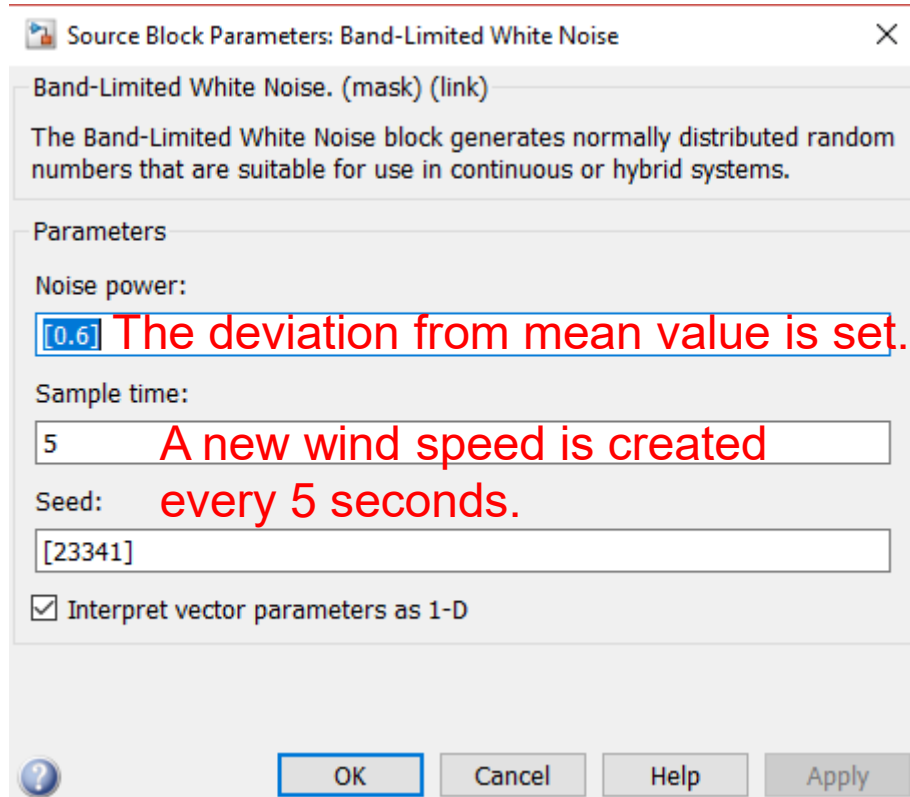 Source Block Parameters: Band-Limited White Noise
Band-Limited White Noise. (mask) (link)
The Band-Limited White Noise block generates normally distributed random
numbers that are suitable for use in continuous or hybrid systems.
Parameters
Noise power:
[0.6] The deviation from mean value is set.
Sample time:
5 A new wind speed is created
Seed: every 5 seconds.
[23341]
Interpret vector parameters as 1-D
? OK Cancel Help Apply